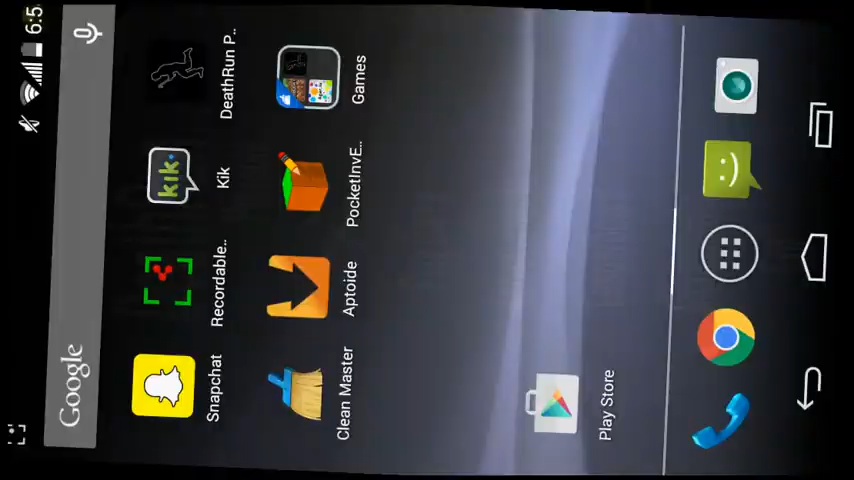 6:5
Google
Snapchat
Recordable..
kik
Kik
DeathRun P..
Clean Master
Aptoide
PocketInvE..
Games
Play Store